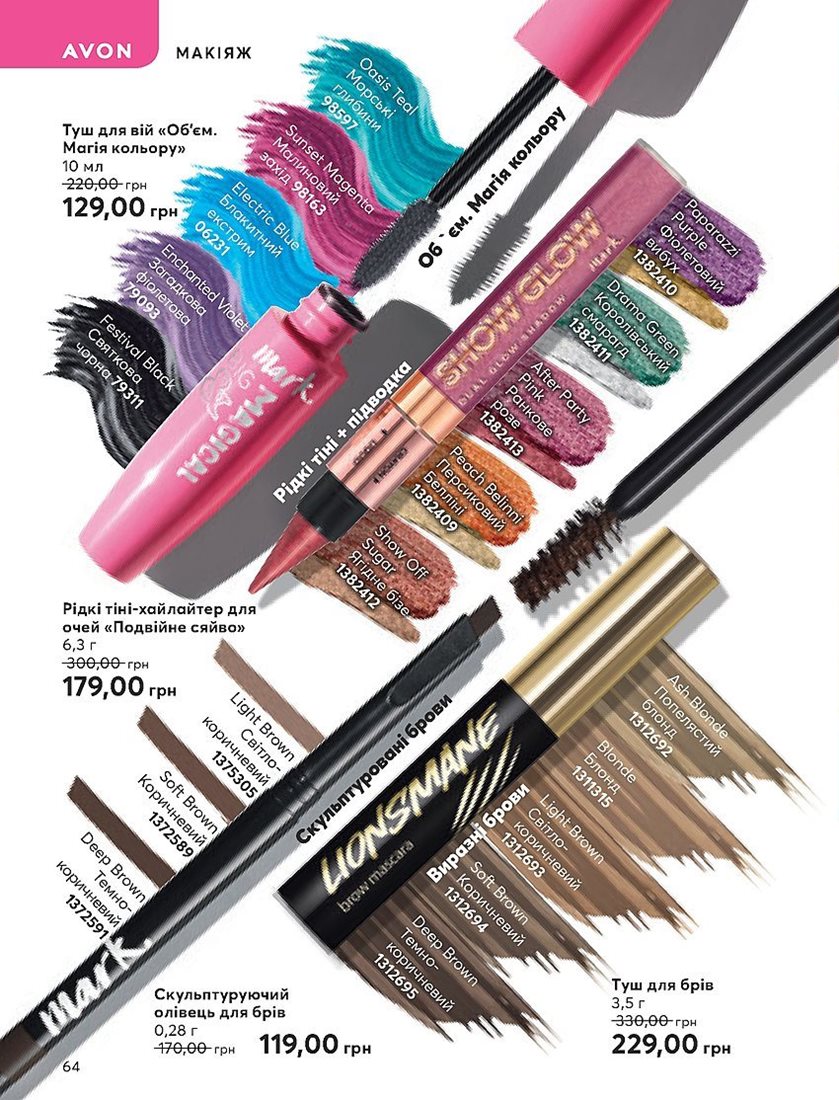 AVON
МАКІЯЖ
Туш для вій «Об'єм.
Магія кольору»
10 мл
220,00 грн
129,00 грн
Oasis Teal
Морські
глибини
98597
Sunset Magenta
Малиновий
захід 98163
Electric Blue
Блакитний
екстрим
06231
Enchanted Violet
Загадкова
фіолетова
79093
Festival Black
Святкова
чорна 79311
Об`єм. Магія кольору
mark.
MAGICAL
SHOW GLOW
DUAL GLOW SHADOW
mark.
Рідкі тіні + підводка
Paparazzi
Purple
Фіолетовий
вибух
1382410
Drama Green
Королівський
смарагд
1382411
After Party
Pink
Ранкове
розе
1382413
Peach Belinni
Персиковий
Белліні
1382409
Show Off
Sugar
Ягідне бізе
1382412
Рідкі тіні-хайлайтер для
очей «Подвійне сяйво»
6,3 г
300,00 грн
179,00 грн
Light Brown
Світло-
коричневий
1375305
Soft Brown
Коричневий
1372589
Deep Brown
Темно-
коричневий
1372591
Скульптуровані брови
mark.
LIONSMANE
brow mascara
Виразні брови
Ash Blonde
Попелястий
блонд
1312692
Blonde
Блонд
1311315
Light Brown
Світло-
коричневий
1312693
Soft Brown
Коричневий
1312694
Deep Brown
Темно-
коричневий
1312695
Скульптуруючий
олівець для брів
0,28 г
170,00 грн
119,00 грн
Туш для брів
3,5 г
330,00 грн
229,00 грн
64